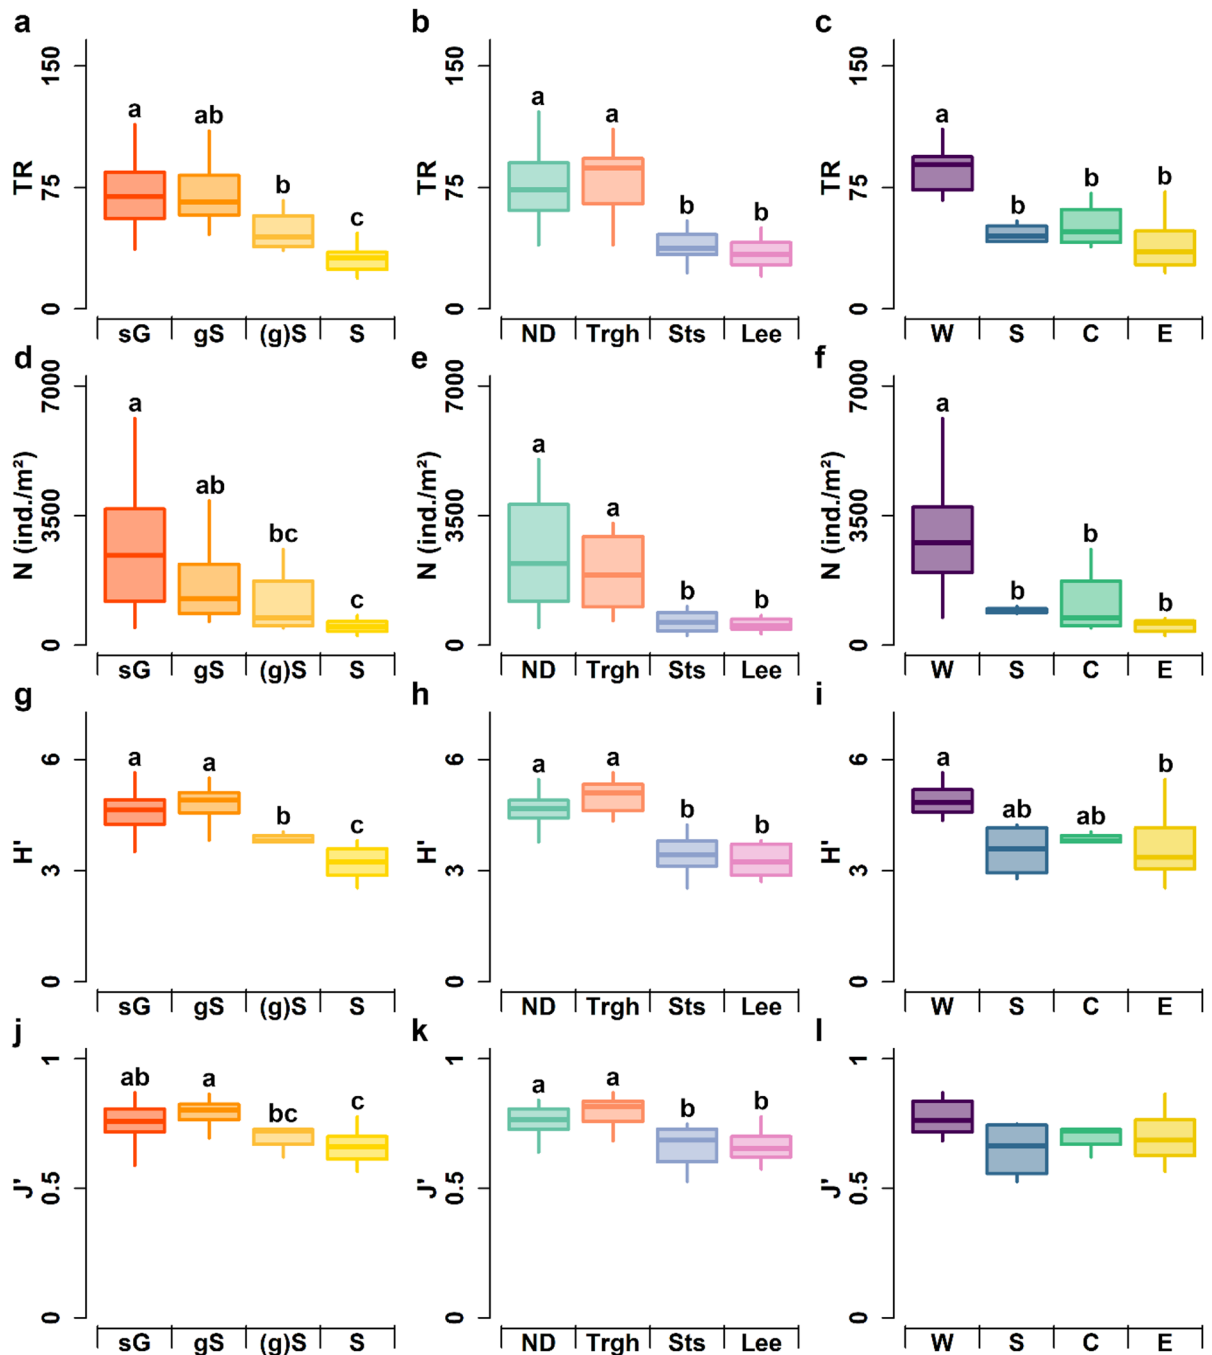 a
TR
150
75
0
a
ab
b
c
sG gS (g)S S
b
TR
150
75
0
a
a
b
b
ND Trgh Sts Lee
c
TR
150
75
0
a
b
b
b
W S C E
d
N (ind./m²)
7000
3500
0
a
ab
bc
c
sG gS (g)S S
e
N (ind./m²)
7000
3500
0
a
a
b
b
ND Trgh Sts Lee
f
N (ind./m²)
7000
3500
0
a
b
b
b
W S C E
g
H'
6
3
0
a
a
b
c
sG gS (g)S S
h
H'
6
3
0
a
a
b
b
ND Trgh Sts Lee
i
H'
6
3
0
a
ab
ab
b
W S C E
j
J'
1
0.5
0
ab
a
bc
c
sG gS (g)S S
k
J'
1
0.5
0
a
a
b
b
ND Trgh Sts Lee
l
J'
1
0.5
0
W S C E